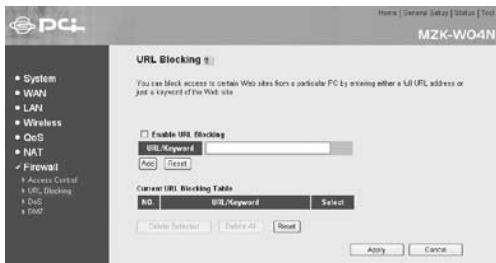 PCi
Home | General Setup | Status | Tool
MZK-W04N
• System
• WAN
• LAN
• Wireless
• QoS
• NAT
✓ Firewall
Access Control
URL Blocking
DoS
DMZ
URL Blocking
You can block access to certain Web sites from a particular PC by entering either a full URL address or
just a keyword of the Web site
Enable URL Blocking
URL/Keyword
Add Reset
Current URL Blocking Table
NO. URL/Keyword Select
Delete Selected Delete All Reset
Apply Cancel